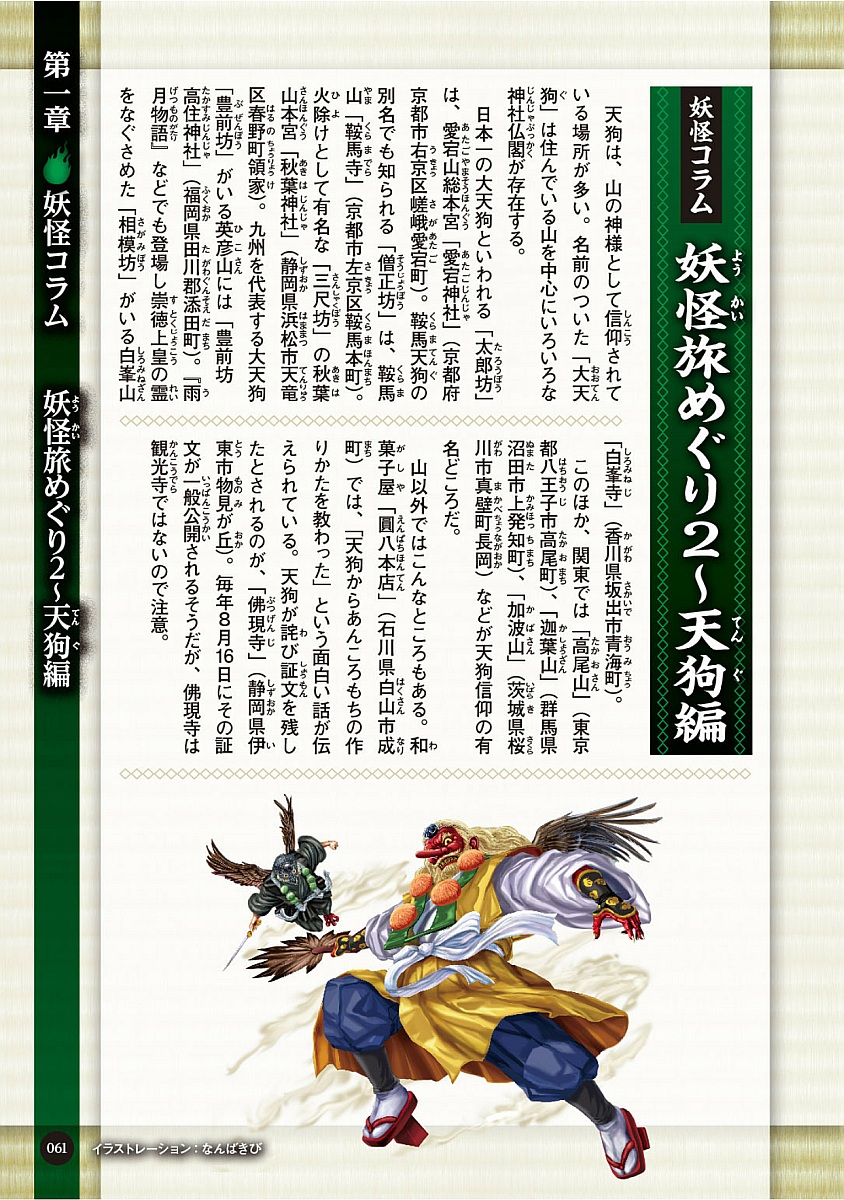 妖怪コラム
妖怪旅めぐり2〜天狗編
天狗は、山の神様として信仰されて
いる場所が多い。名前のついた「大天
狗」は住んでいる山を中心にいろいろな
神社仏閣が存在する。
日本一の大天狗といわれる「太郎坊」
は、愛宕山総本宮「愛宕神社」(京都府
京都市右京区嵯峨愛宕町)。鞍馬天狗の
別名でも知られる「僧正坊」は、鞍馬
山「鞍馬寺」(京都市左京区鞍馬本町)。
火除けとして有名な「三尺坊」の秋葉
山本宮「秋葉神社」(静岡県浜松市天竜
区春野町領家)。九州を代表する大天狗
「豊前坊」がいる英彦山には「豊前坊
高住神社」(福岡県田川郡添田町)。『雨
月物語』などでも登場し崇徳上皇の霊
をなぐさめた「相模坊」がいる白峯山
「白峯寺」(香川県坂出市青海町)。
このほか、関東では「高尾山」(東京
都八王子市高尾町)、「迦葉山」(群馬県
沼田市上発知町)、「加波山」(茨城県桜
川市真壁町長岡)などが天狗信仰の有
名どころだ。
山以外ではこんなところもある。和
菓子屋「圓八本店」(石川県白山市成
町)では、「天狗からあんころもちの作
りかたを教わった」という面白い話が伝
えられている。天狗が詫び証文を残し
たとされるのが、「佛現寺」(静岡県伊
東市物見が丘)。毎年8月16日にその証
文が一般公開されるそうだが、佛現寺は
観光寺ではないので注意。
第一章 妖怪コラム 妖怪旅めぐり2〜天狗編
061
イラストレーション：なんばきび